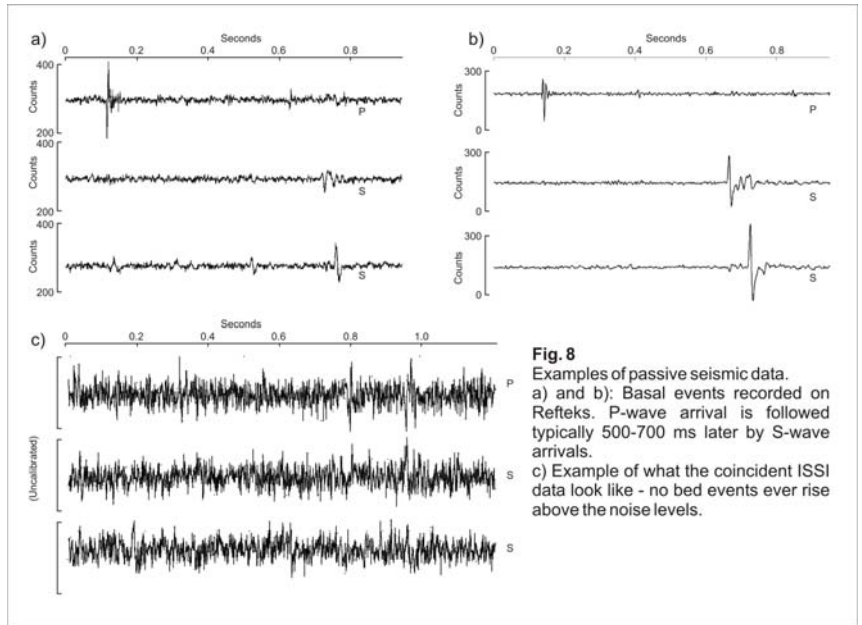 a)
Seconds
0 0.2 0.4 0.6 0.8
400
Counts
200
P
400
Counts
200
S
400
Counts
200
S
b)
Seconds
0 0.2 0.4 0.6 0.8
300
Counts
0
P
300
Counts
0
S
300
Counts
0
S
c)
Seconds
0 0.2 0.4 0.6 0.8 1.0
P
(Uncalibrated)
S
S
Fig. 8
Examples of passive seismic data.
a) and b): Basal events recorded on
Refteks. P-wave arrival is followed
typically 500-700 ms later by S-wave
arrivals.
c) Example of what the coincident ISSI
data look like - no bed events ever rise
above the noise levels.